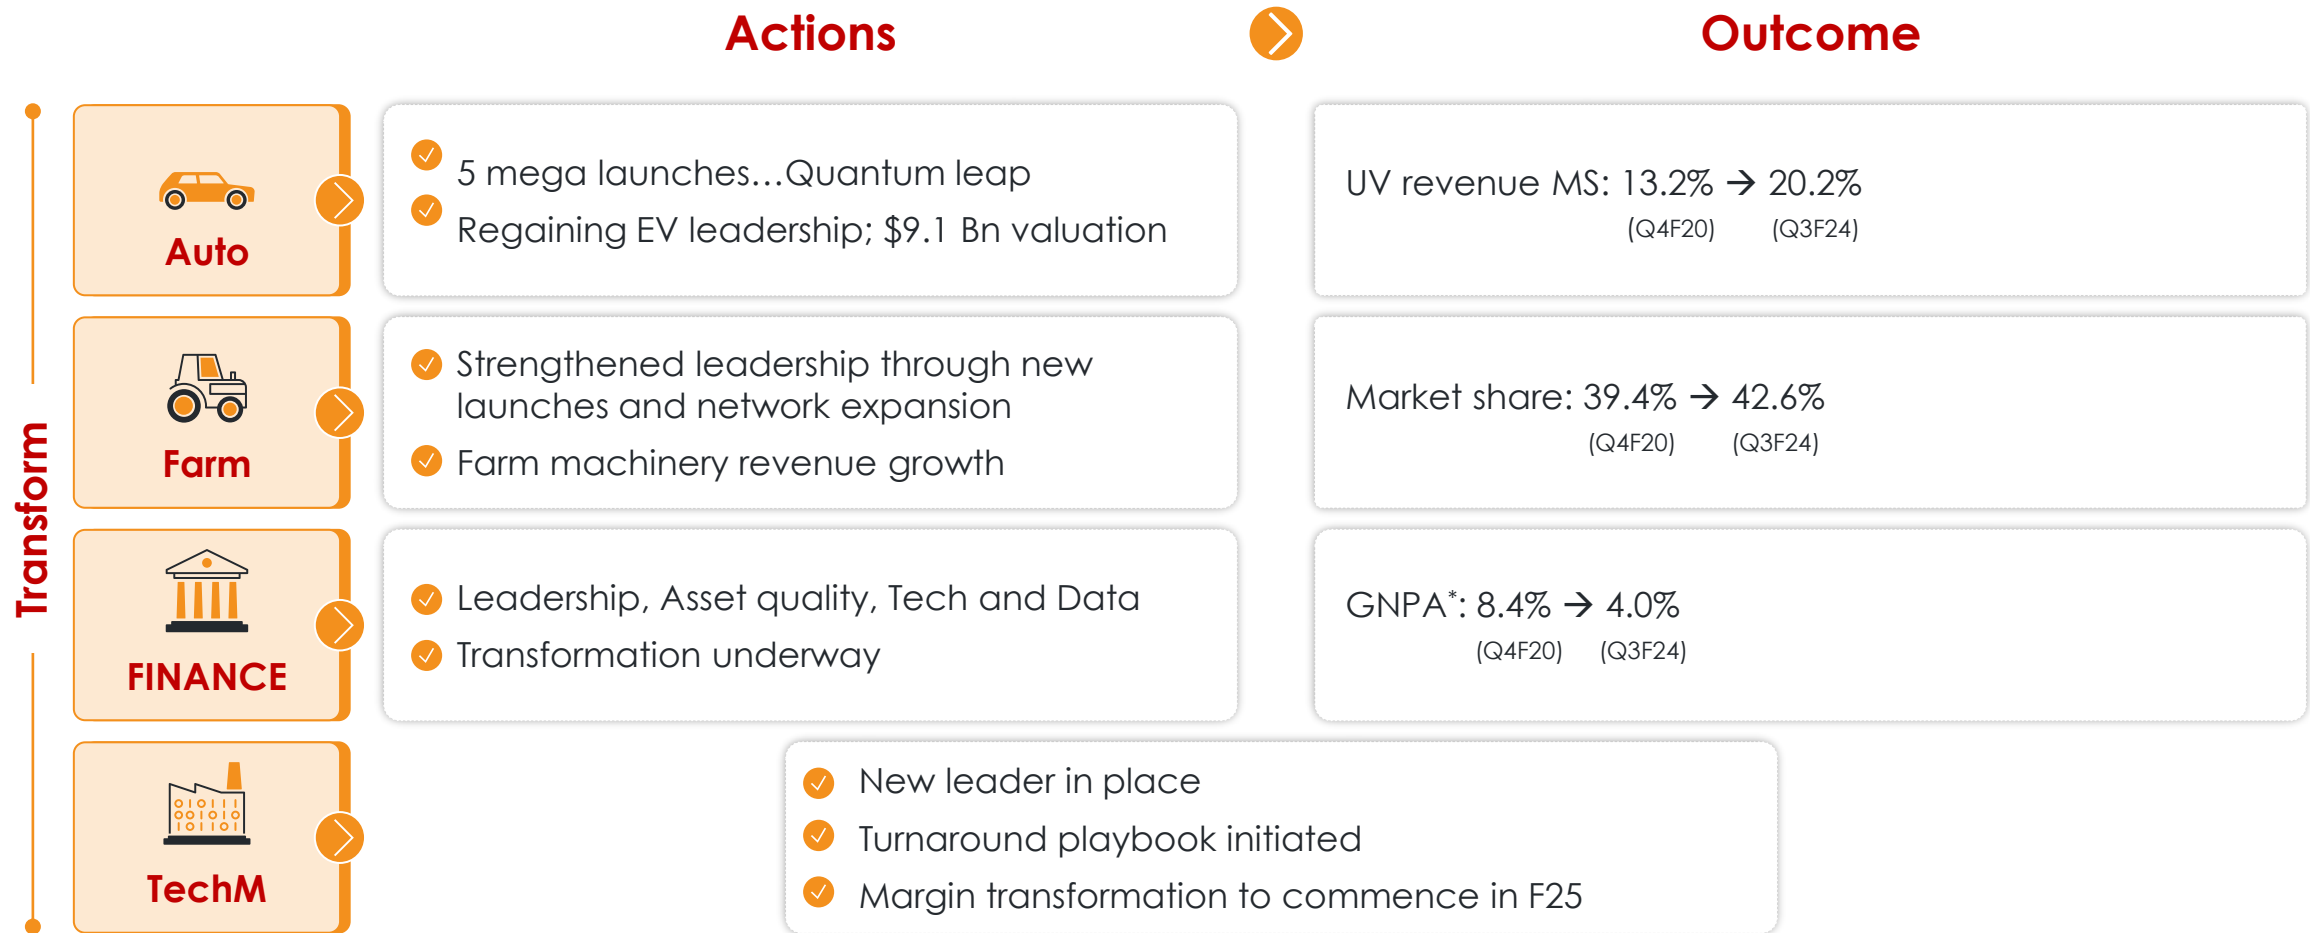 Actions
Outcome
Transform
Auto
5 mega launches...Quantum leap
Regaining EV leadership; $9.1 Bn valuation
UV revenue MS: 13.2% → 20.2%
(Q4F20) (Q3F24)
Farm
Strengthened leadership through new
launches and network expansion
Farm machinery revenue growth
Market share: 39.4% → 42.6%
(Q4F20) (Q3F24)
FINANCE
Leadership, Asset quality, Tech and Data
Transformation underway
GNPA*: 8.4% → 4.0%
(Q4F20) (Q3F24)
01011
001010
10101
TechM
New leader in place
Turnaround playbook initiated
Margin transformation to commence in F25